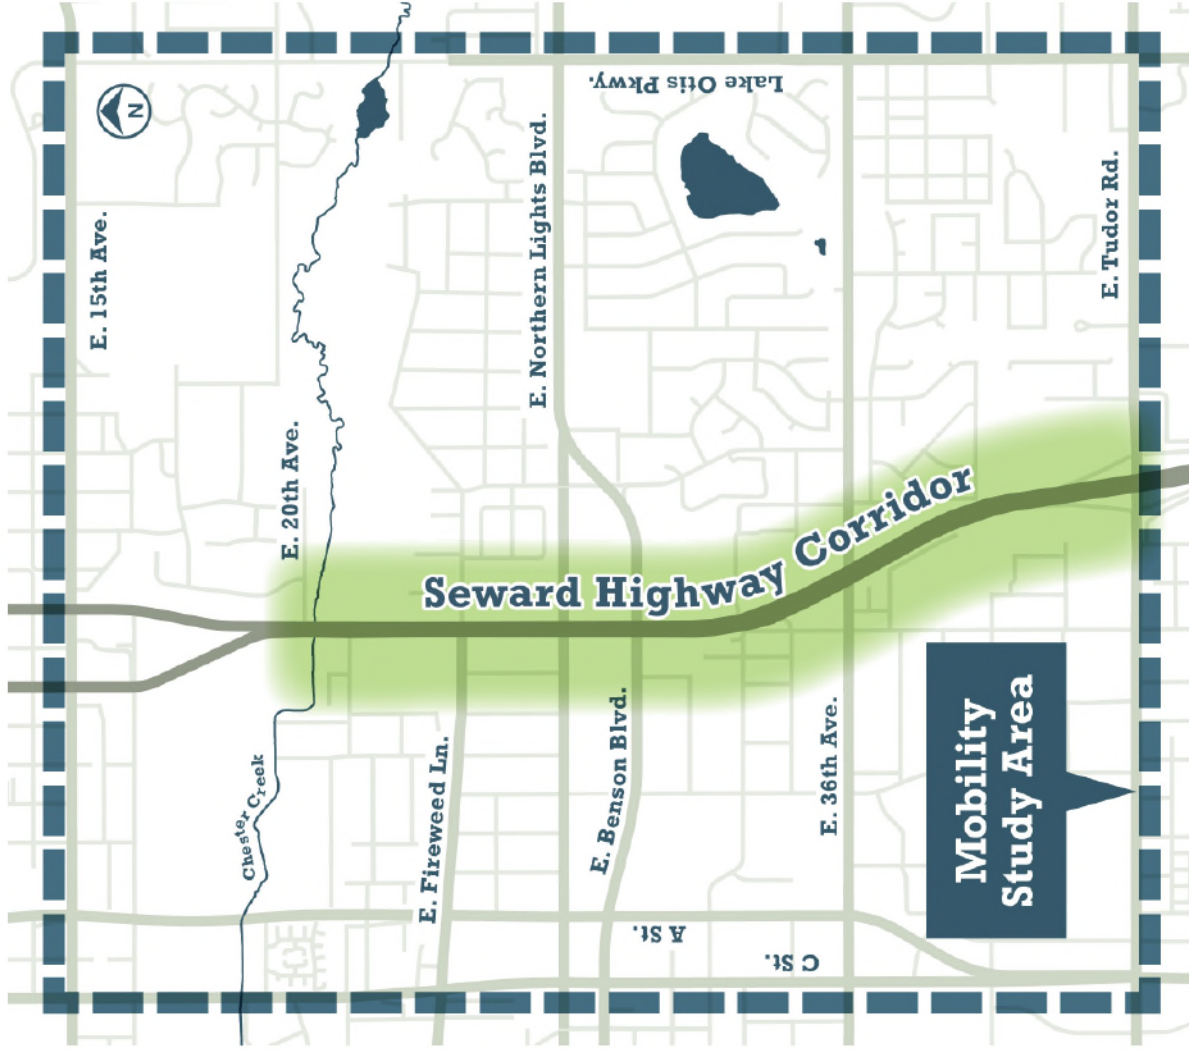 Lake Otis Pkwy.
N
E. 15th Ave.
E. 20th Ave.
E. Northern Lights Blvd.
E. Tudor Rd.
Seward Highway Corridor
Chester Creek
E. Fireweed Ln.
E. Benson Blvd.
E. 36th Ave.
Mobility
Study Area
A St.
C St.